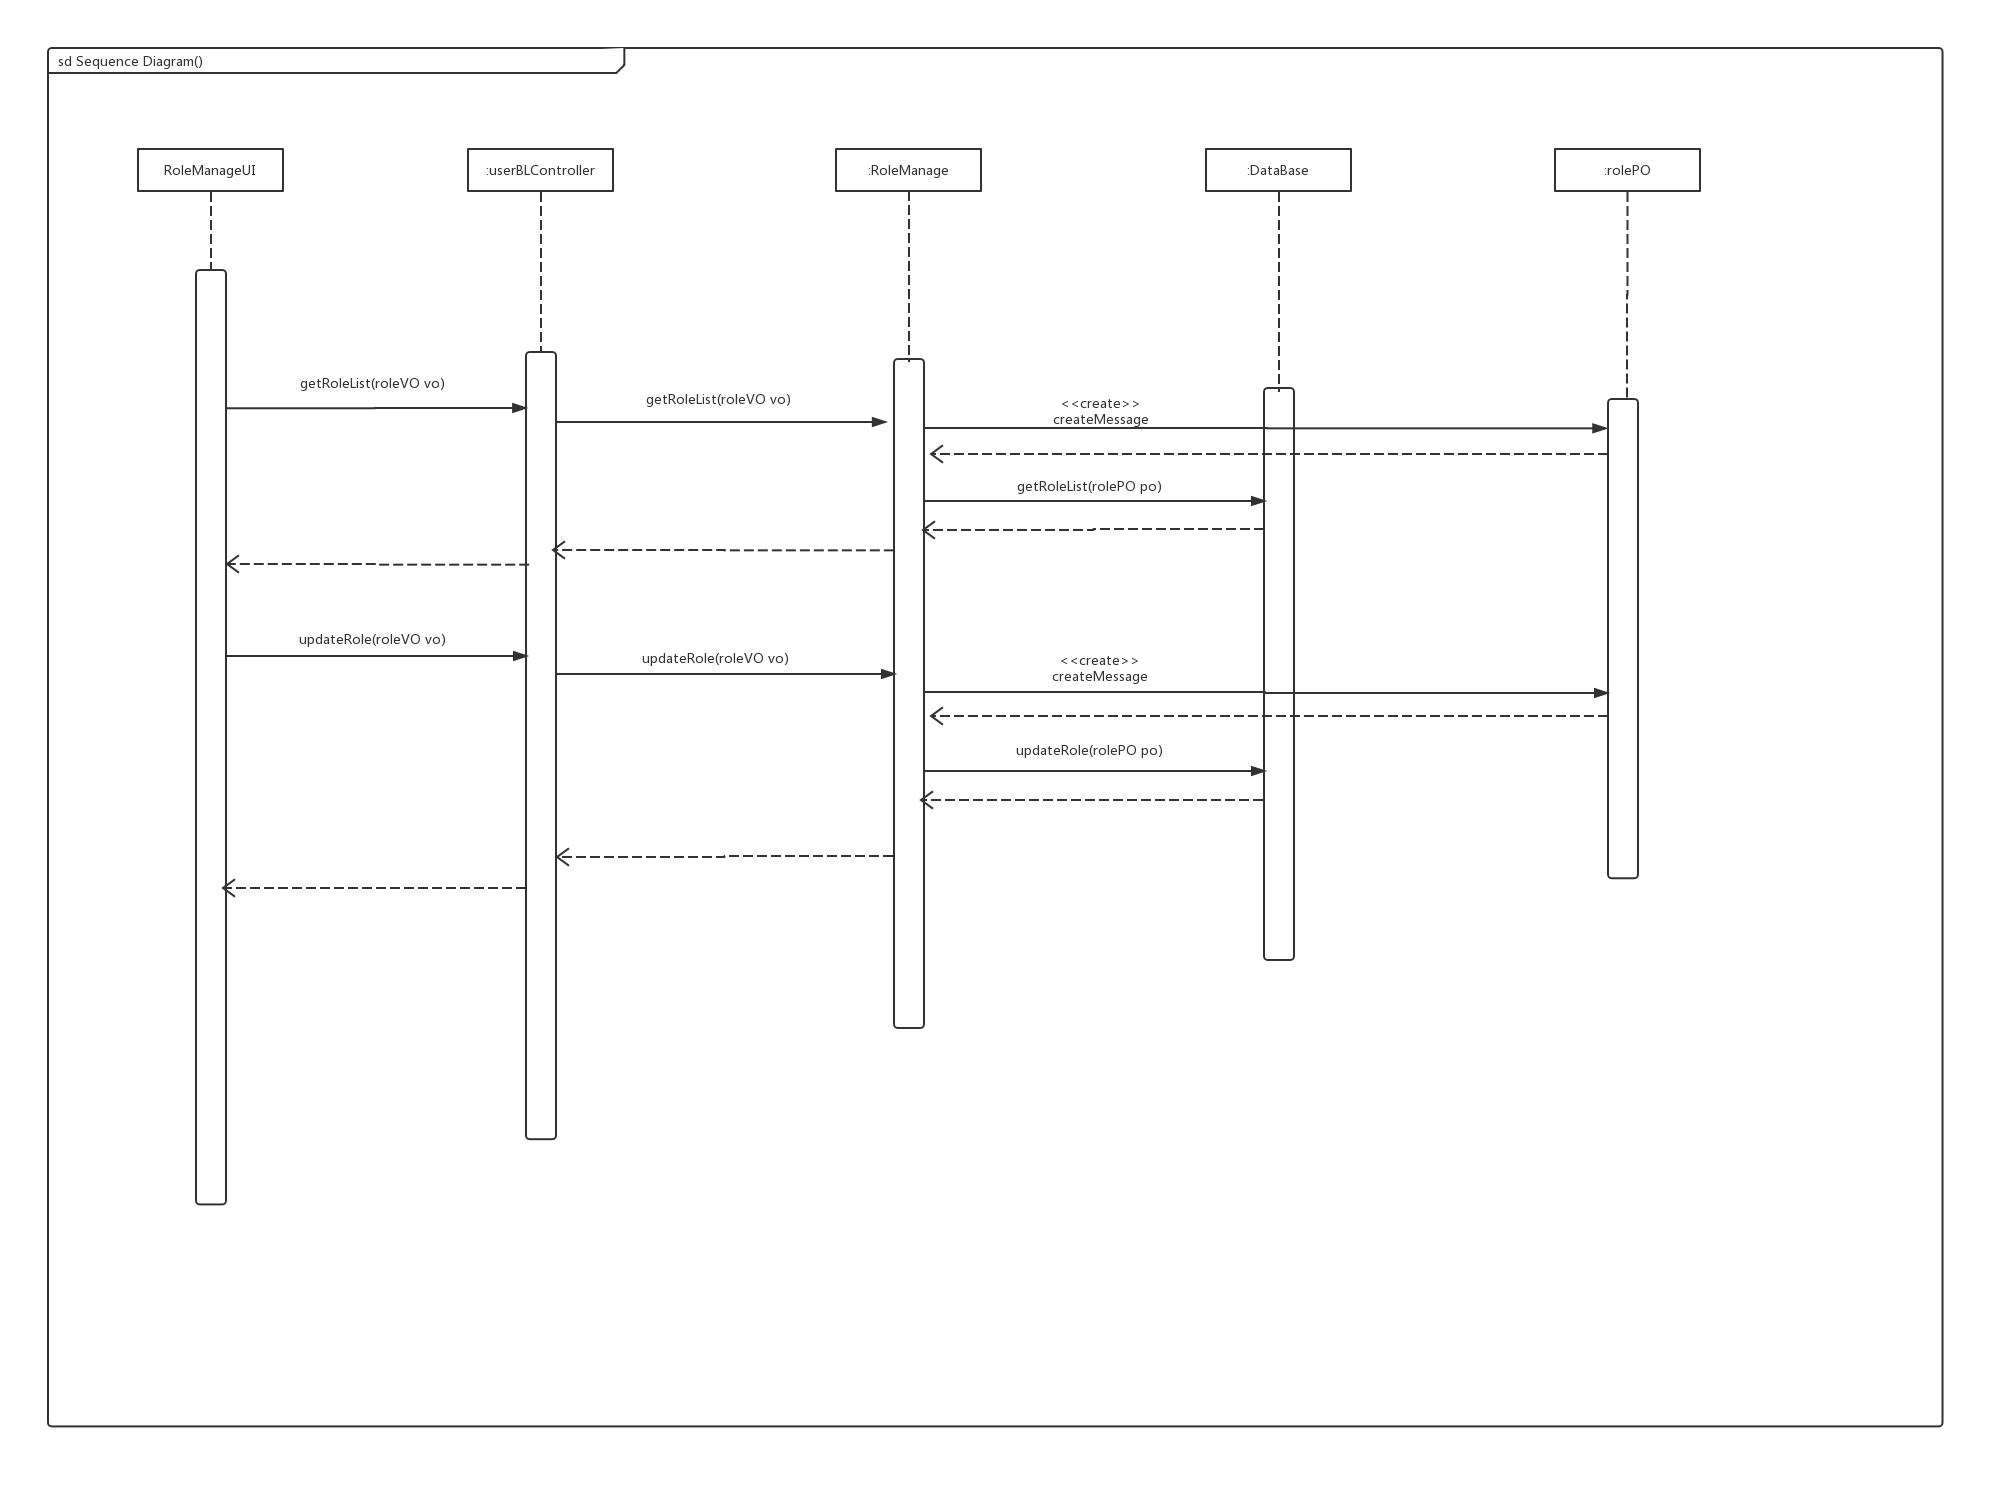 sd Sequence Diagram()
RoleManageUI
:userBLController
:RoleManage
:DataBase
:rolePO
getRoleList(roleVO vo)
getRoleList(roleVO vo)
<<create>>
createMessage
getRoleList(rolePO po)
updateRole(roleVO vo)
updateRole(roleVO vo)
<<create>>
createMessage
updateRole(rolePO po)